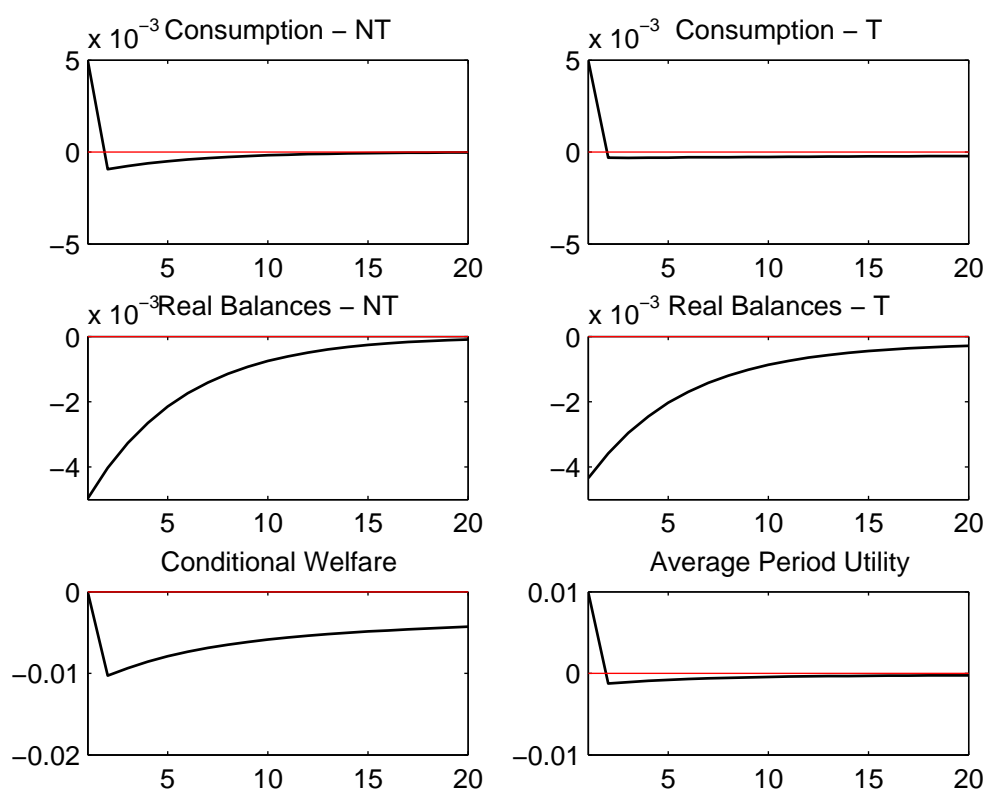 x 10−3 Consumption − NT
x 10−3 Consumption − T
5
0
−5
5 10 15 20
5
0
−5
5 10 15 20
x 10−3 Real Balances − NT
x 10−3 Real Balances − T
0
−2
−4
5 10 15 20
0
−2
−4
5 10 15 20
Conditional Welfare
Average Period Utility
0
−0.01
−0.02
5 10 15 20
0.01
0
−0.01
5 10 15 20